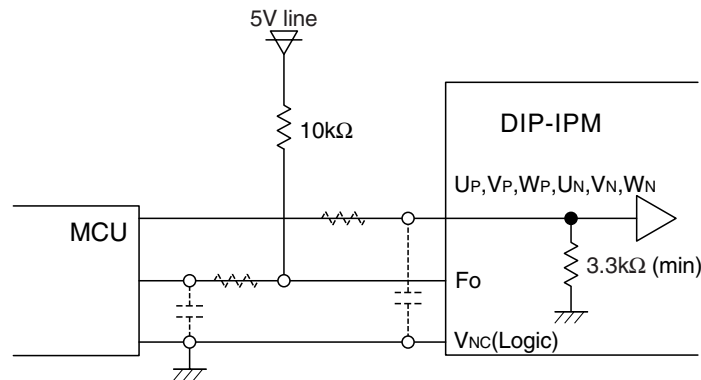 5V line
10kΩ
DIP-IPM
UP,VP,WP,UN,VN,WN
MCU
3.3kΩ (min)
Fo
VNC(Logic)